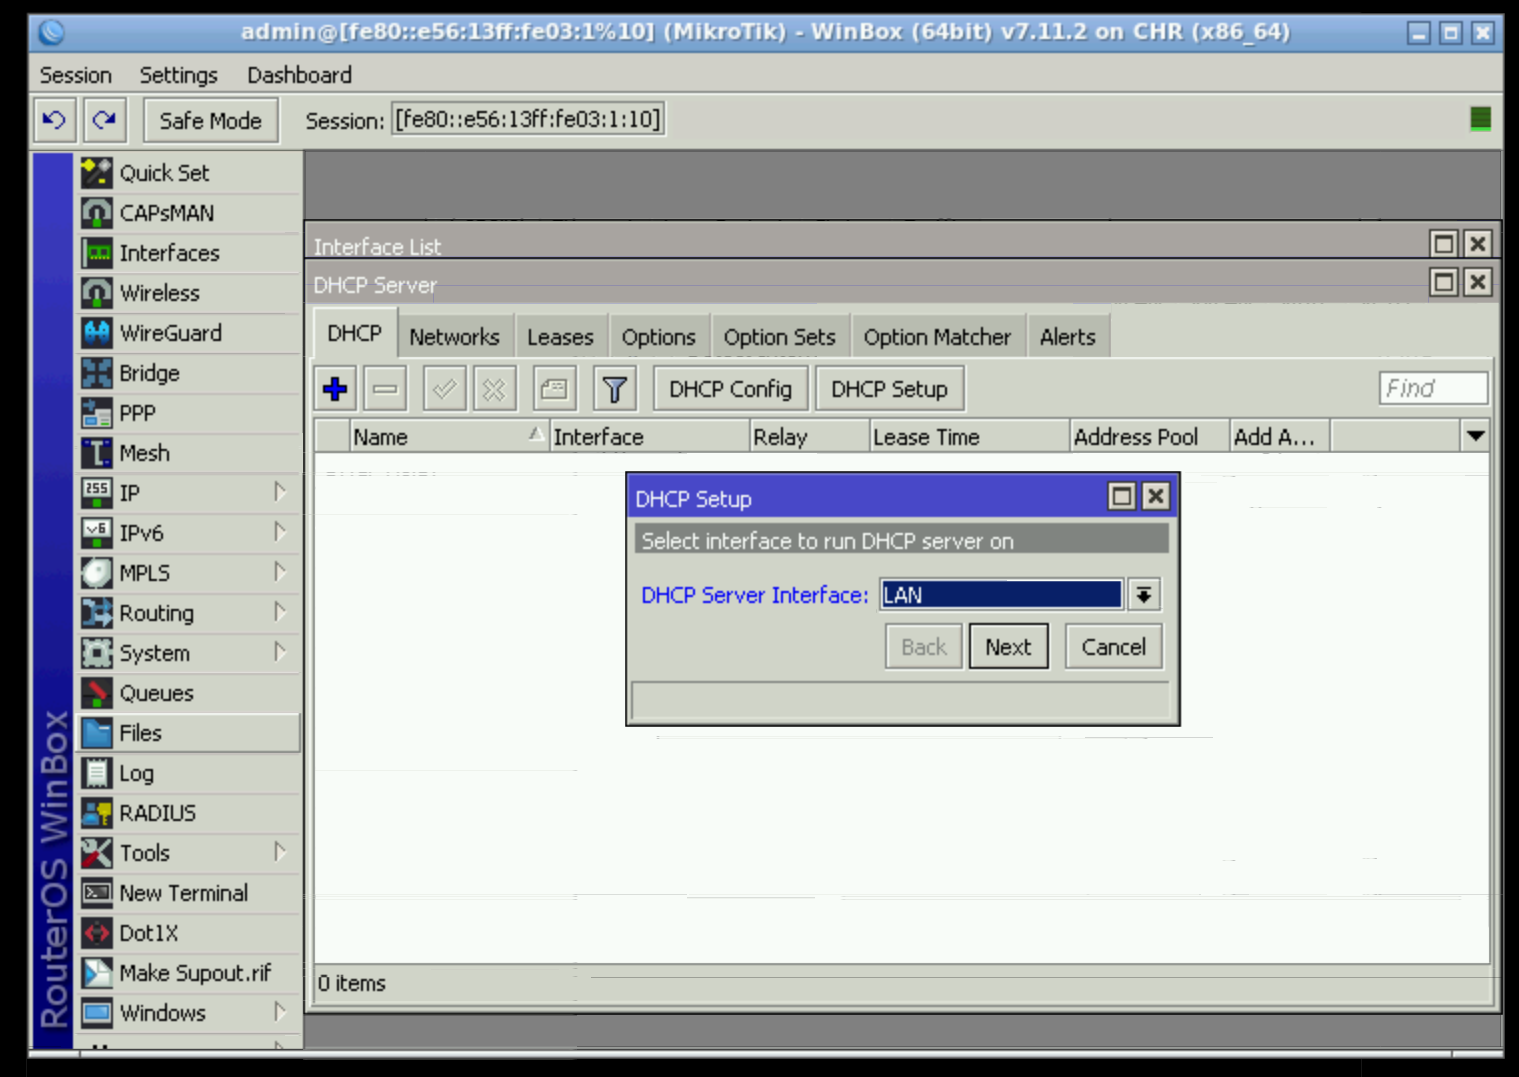 admin@[fe80::e56:13ff:fe03:1%10] (MikroTik) - WinBox (64bit) v7.11.2 on CHR (x86_64)
Session Settings Dashboard
Safe Mode Session: [fe80::e56:13ff:fe03:1:10]
Quick Set
CAPsMAN
Interfaces
Wireless
WireGuard
Bridge
PPP
Mesh
255 IP
v6 IPv6
MPLS
Routing
System
Queues
Files
Log
RADIUS
Tools
New Terminal
Dot1X
Make Supout.rif
Windows
RouterOS WinBox
Interface List
DHCP Server
DHCP Networks Leases Options Option Sets Option Matcher Alerts
DHCP Config DHCP Setup Find
Name Interface Relay Lease Time Address Pool Add A...
DHCP Setup
Select interface to run DHCP server on
DHCP Server Interface: LAN
Back Next Cancel
0 items